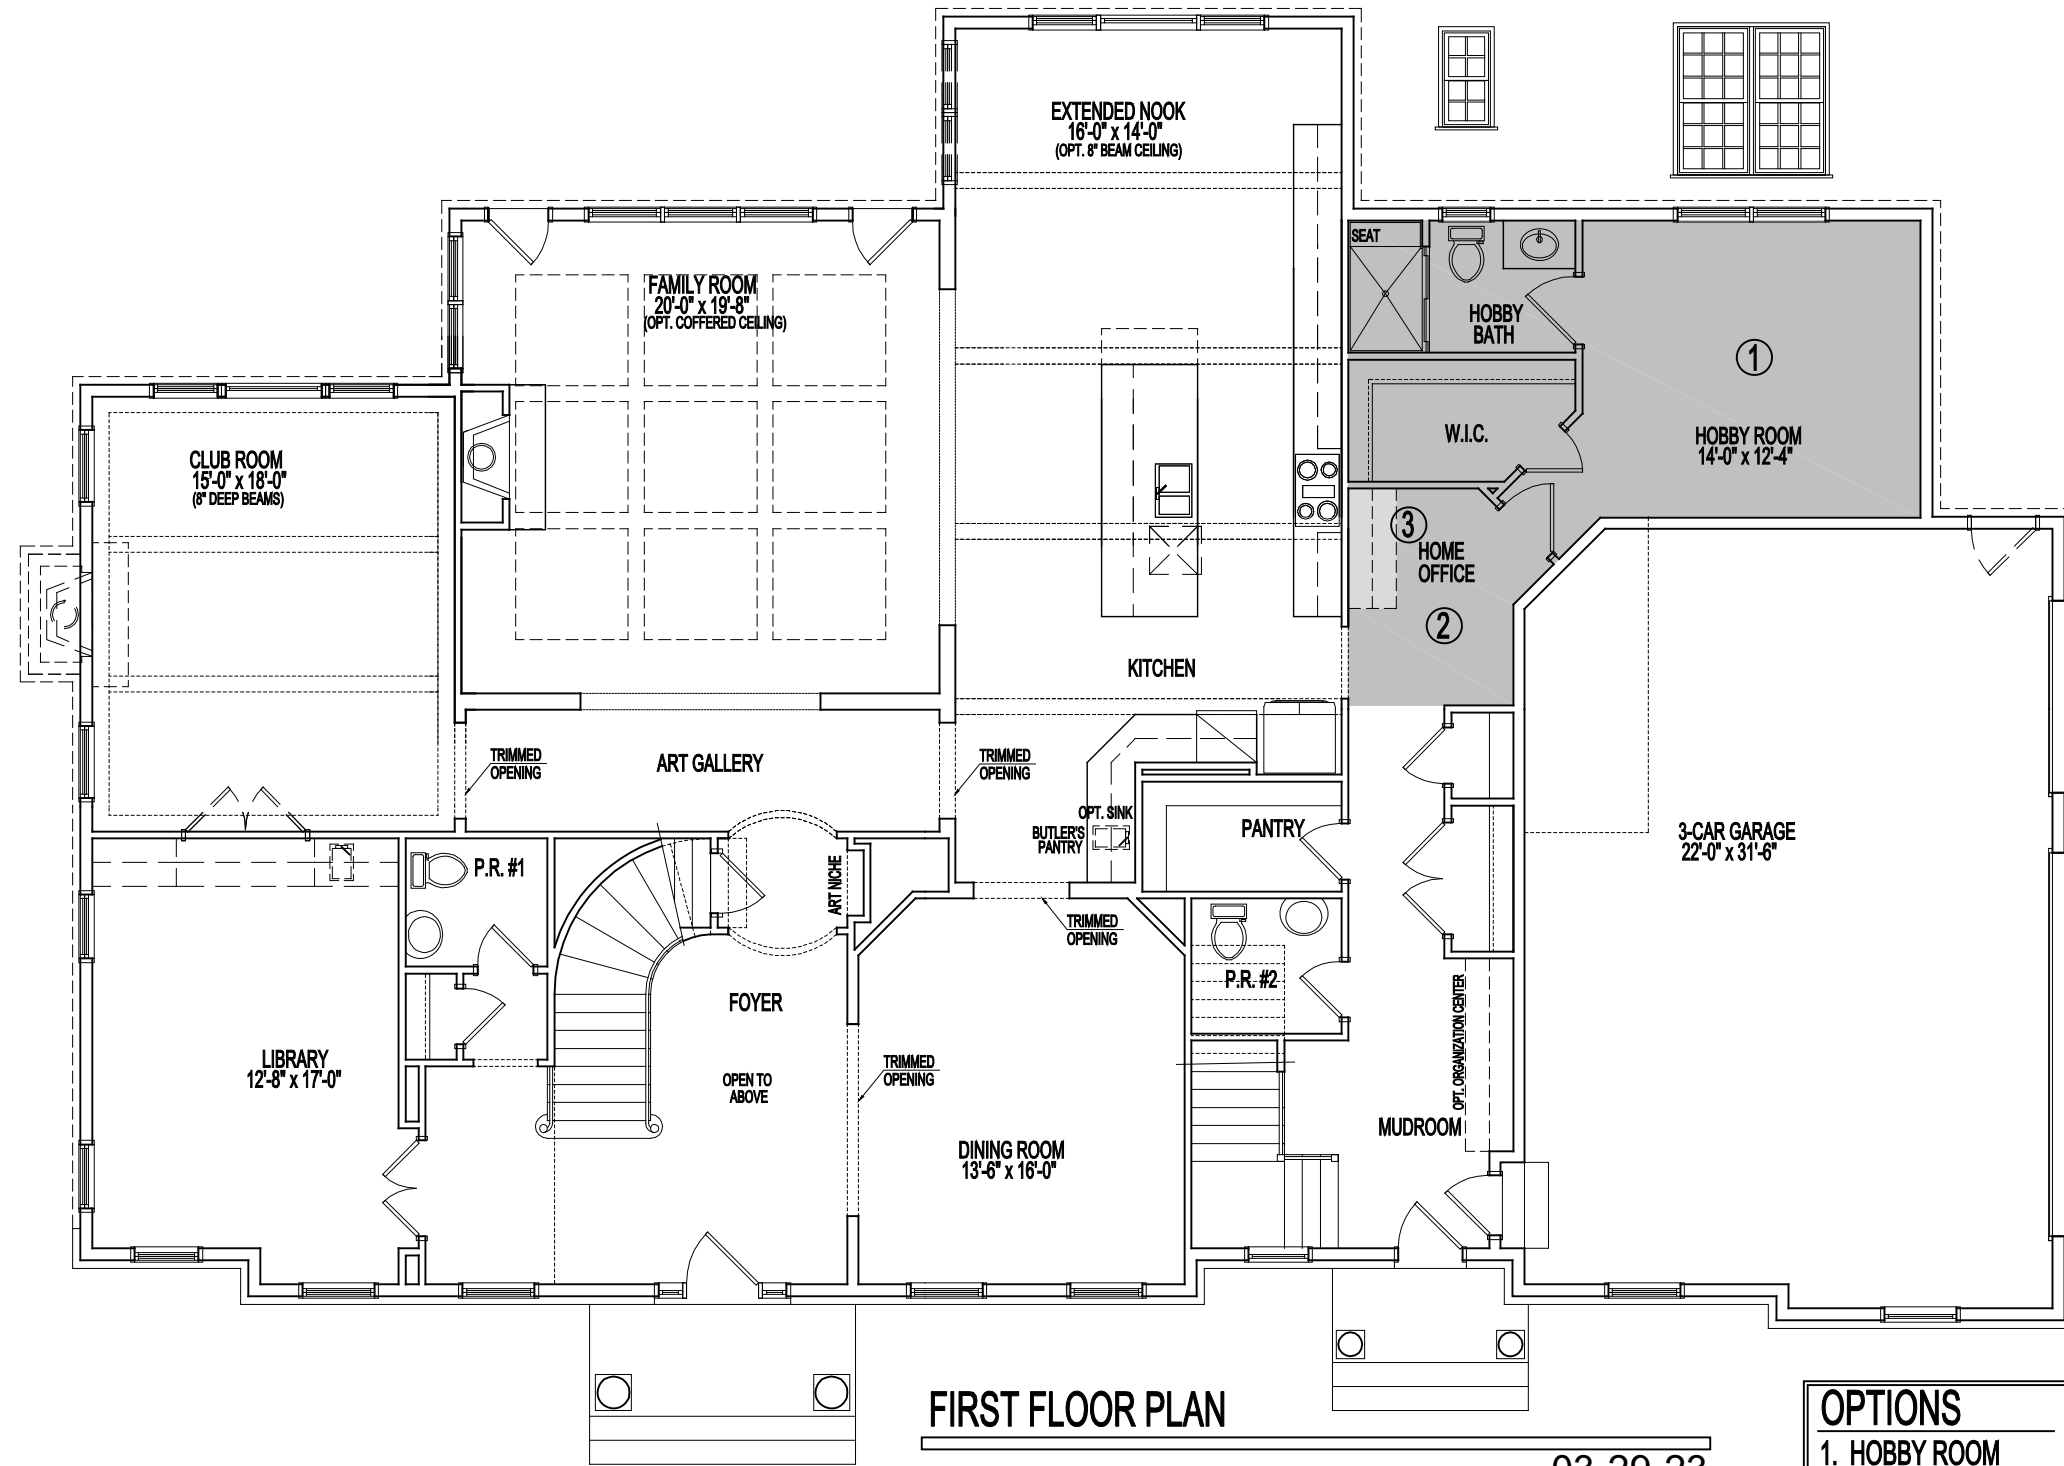 EXTENDED NOOK
16'-0" x 14'-0"
(OPT. 8" BEAM CEILING)
SEAT
FAMILY ROOM
20'-0" x 19'-8"
(OPT. COFFERED CEILING)
HOBBY
BATH
1
CLUB ROOM
15'-0" x 18'-0"
(8" DEEP BEAMS)
W.I.C.
HOBBY ROOM
14'-0" x 12'-4"
3
HOME
OFFICE
2
KITCHEN
TRIMMED
OPENING
ART GALLERY
TRIMMED
OPENING
OPT. SINK
BUTLER'S
PANTRY
PANTRY
3-CAR GARAGE
22'-0" x 31'-6"
P.R. #1
ART NICHE
TRIMMED
OPENING
P.R. #2
FOYER
OPT. ORGANIZATION CENTER
LIBRARY
12'-8" x 17'-0"
OPEN TO
ABOVE
TRIMMED
OPENING
MUDROOM
DINING ROOM
13'-6" x 16'-0"
FIRST FLOOR PLAN
OPTIONS
1. HOBBY ROOM
03-29-23